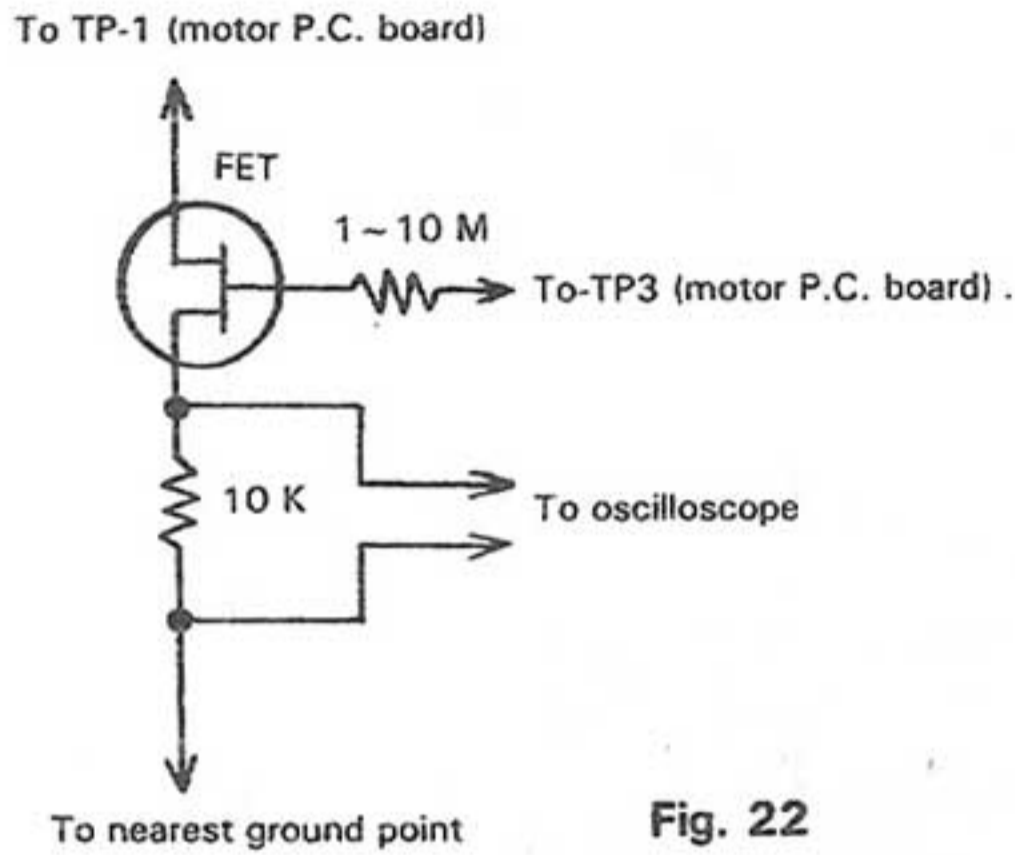 To TP-1 (motor P.C. board)
FET
1 ~ 10 M
To-TP3 (motor P.C. board) .
10 K
To oscilloscope
To nearest ground point
Fig. 22